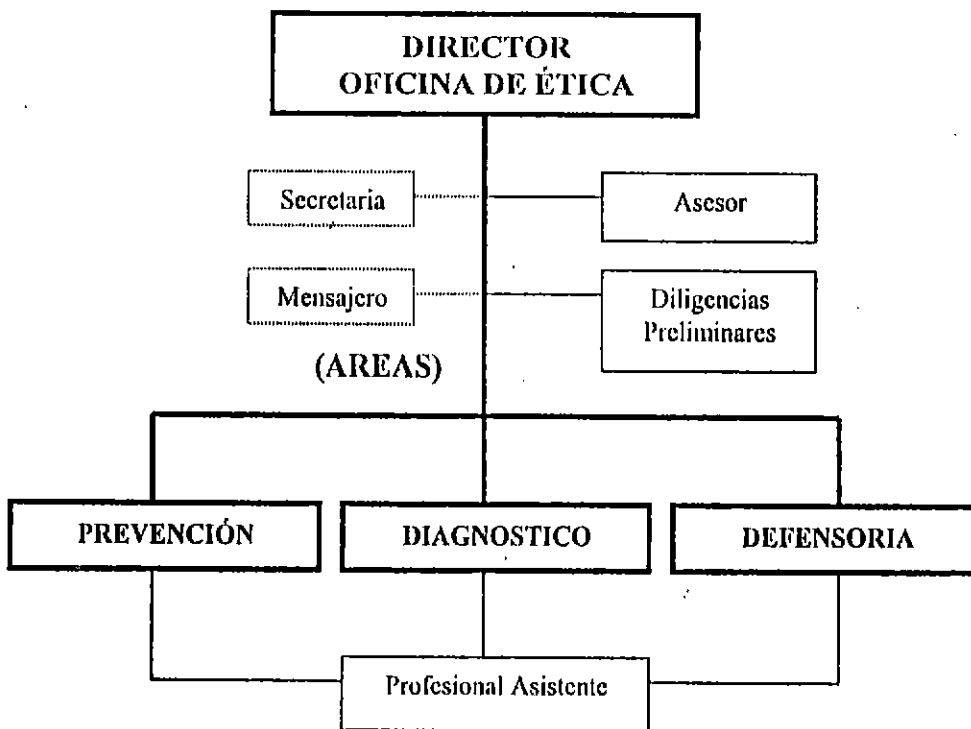 DIRECTOR
OFICINA DE ÉTICA
Secretaria
Asesor
Mensajero
Diligencias
Preliminares
(AREAS)
PREVENCIÓN
DIAGNOSTICO
DEFENSORIA
Profesional Asistente